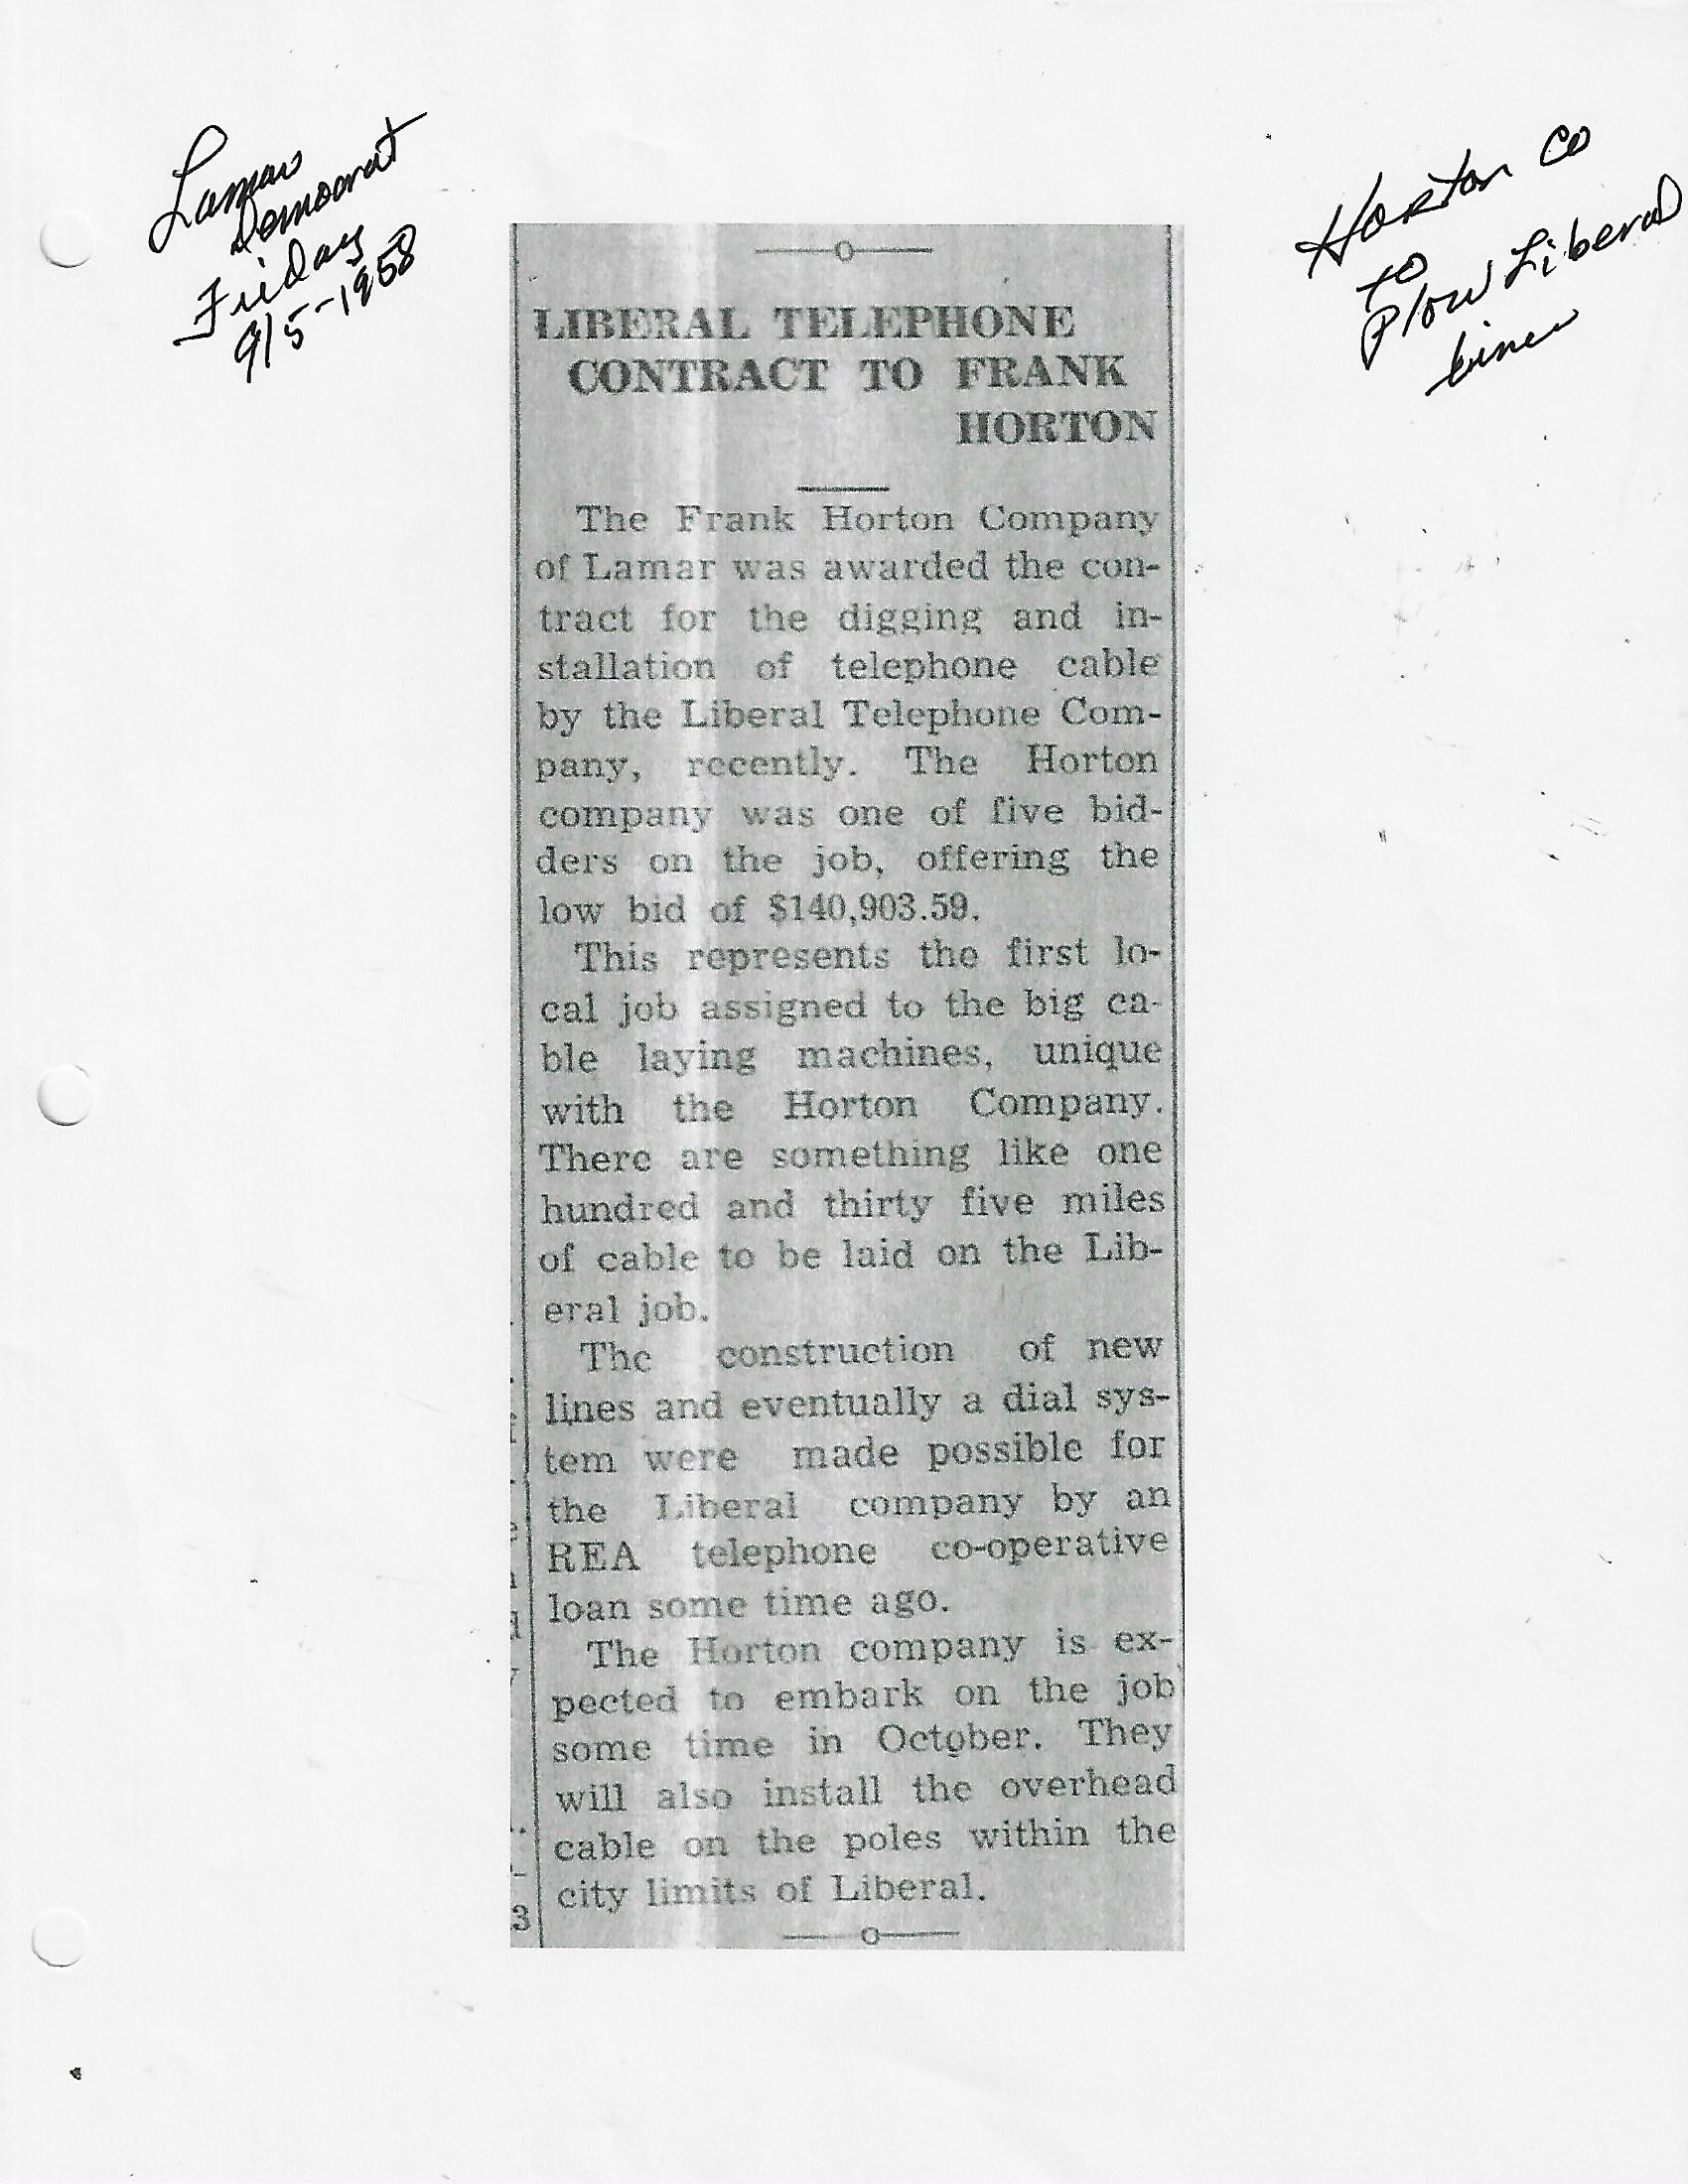 Lamar
Democrat
Friday
9/5-1958
Horton Co
to
Plow Liberal
Lines
LIBERAL TELEPHONE
CONTRACT TO FRANK
HORTON
The Frank Horton Company
of Lamar was awarded the con-
tract for the digging and in-
stallation of telephone cable
by the Liberal Telephone Com-
pany, recently. The Horton
company was one of five bid-
ders on the job, offering the
low bid of $140,903.59.
This represents the first lo-
cal job assigned to the big ca-
ble laying machines, unique
with the Horton Company.
There are something like one
hundred and thirty five miles
of cable to be laid on the Lib-
eral job.
The construction of new
lines and eventually a dial sys-
tem were made possible for
the Liberal company by an
REA telephone co-operative
loan some time ago.
The Horton company is ex-
pected to embark on the job
some time in October. They
will also install the overhead
cable on the poles within the
city limits of Liberal.
3